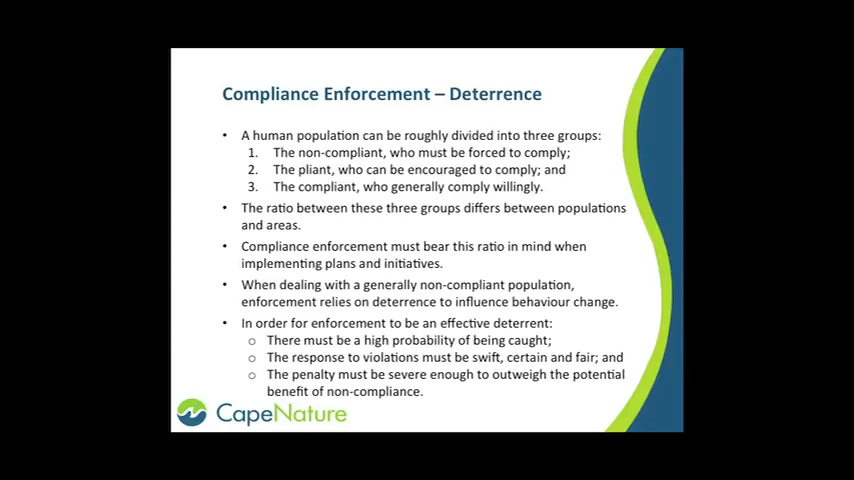 Compliance Enforcement – Deterrence
• A human population can be roughly divided into three groups:
1. The non-compliant, who must be forced to comply;
2. The pliant, who can be encouraged to comply; and
3. The compliant, who generally comply willingly.
• The ratio between these three groups differs between populations
and areas.
• Compliance enforcement must bear this ratio in mind when
implementing plans and initiatives.
• When dealing with a generally non-compliant population,
enforcement relies on deterrence to influence behaviour change.
• In order for enforcement to be an effective deterrent:
o There must be a high probability of being caught;
o The response to violations must be swift, certain and fair; and
o The penalty must be severe enough to outweigh the potential
benefit of non-compliance.
CapeNature